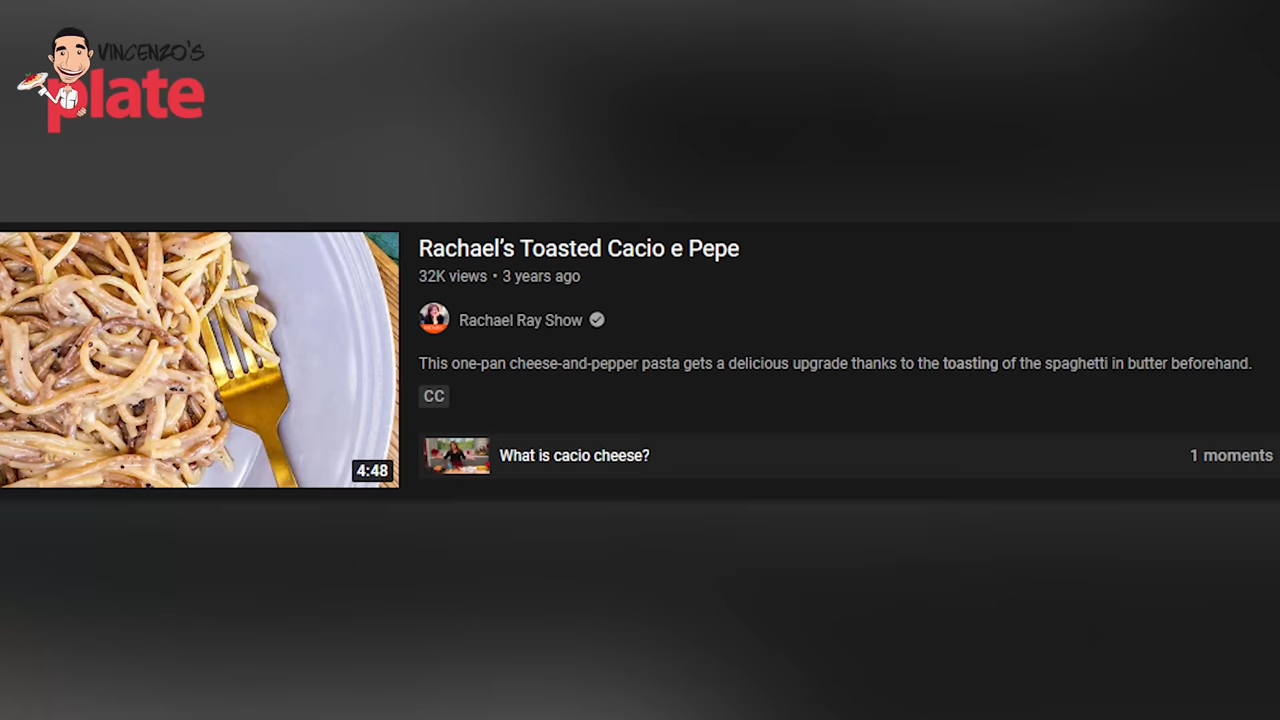 VINCENZO'S
plate
Rachael's Toasted Cacio e Pepe
32K views • 3 years ago
Rachael Ray Show
This one-pan cheese-and-pepper pasta gets a delicious upgrade thanks to the toasting of the spaghetti in butter beforehand.
CC
4:48
What is cacio cheese?
1 moments